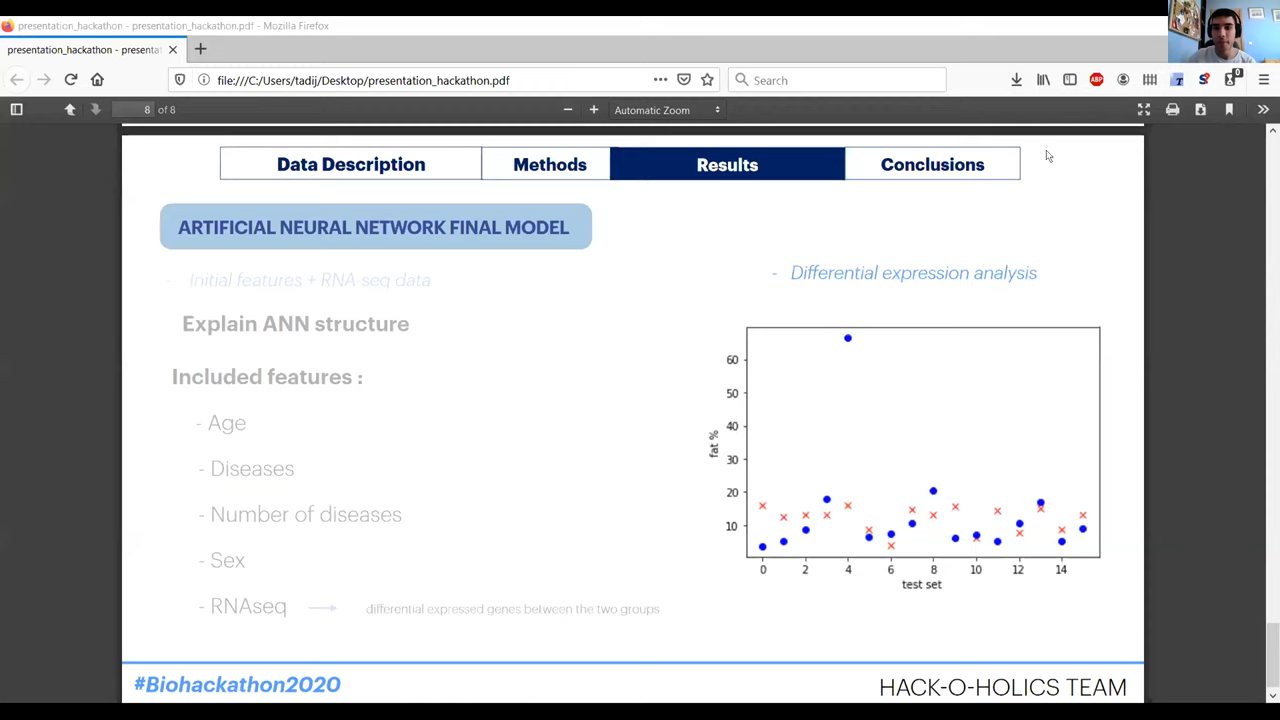 presentation_hackathon - presentation_hackathon.pdf - Mozilla Firefox
presentation_hackathon - presenta
file:///C:/Users/tadij/Desktop/presentation_hackathon.pdf
Search
ABP
0
8 of 8
Automatic Zoom
Data Description
Methods
Results
Conclusions
ARTIFICIAL NEURAL NETWORK FINAL MODEL
- Initial features + RNA-seq data
Explain ANN structure
Included features :
- Age
- Diseases
- Number of diseases
- Sex
- RNAseq
differential expressed genes between the two groups
- Differential expression analysis
60
50
40
30
20
10
fat %
0 2 4 6 8 10 12 14
test set
#Biohackathon2020
HACK-O-HOLICS TEAM